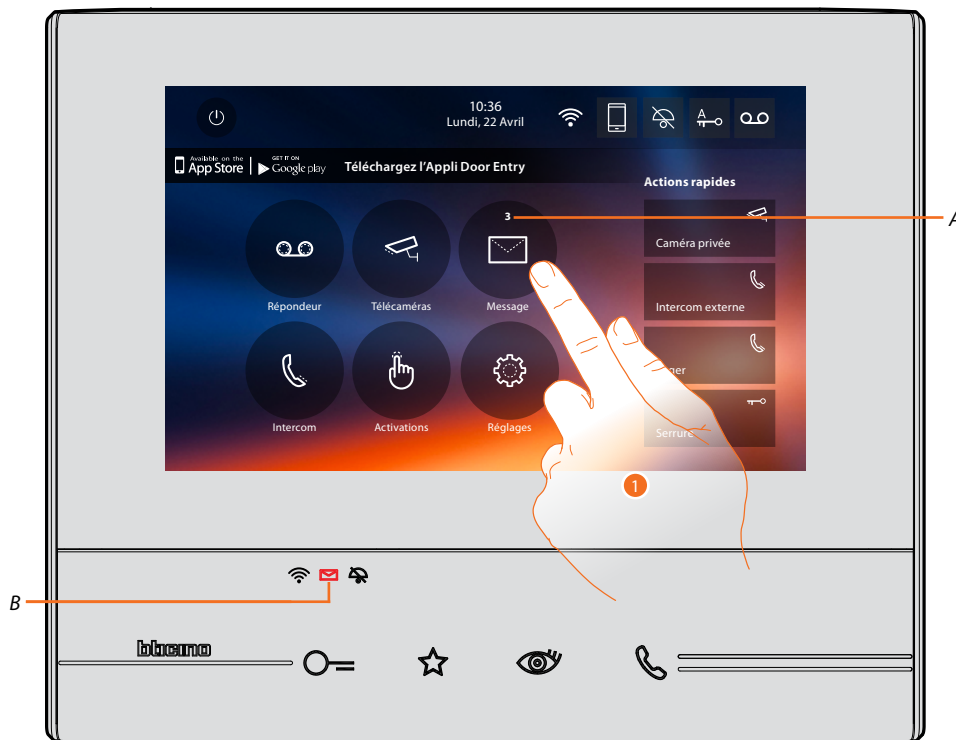 10:36
Lundi, 22 Avril
A
Available on the
App Store
GET IT ON
Google play
Téléchargez l'Appli Door Entry
Actions rapides
3
A
Caméra privée
Répondeur
Télécaméras
Message
Intercom externe
Intercom
Activations
Réglages
Serrure
1
B
bticino